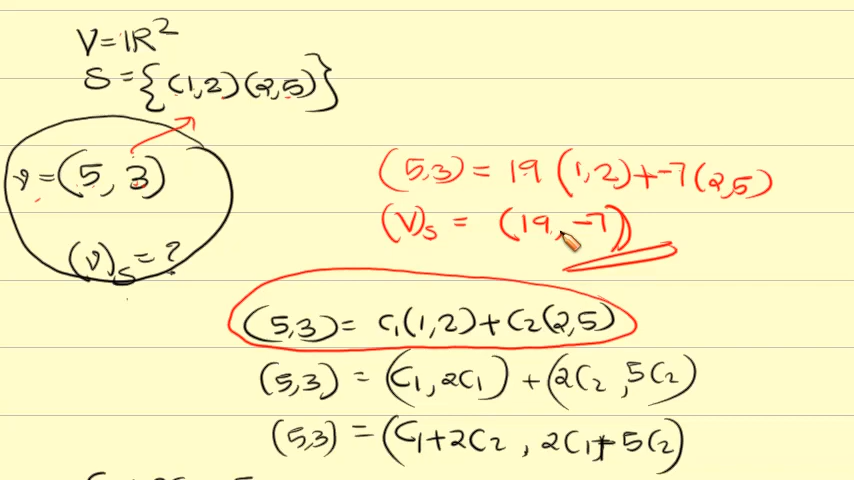 V=ℝ²
S={(1,2)(2,5)}
v=(5,3)
(v)ₛ=?
(5,3)=19(1,2)+-7(2,5)
(V)ₛ=(19,-7)
(5,3)=C₁(1,2)+C₂(2,5)
(5,3)=(C₁,2C₁)+(2C₂,5C₂)
(5,3)=(C₁+2C₂,2C₁+5C₂)